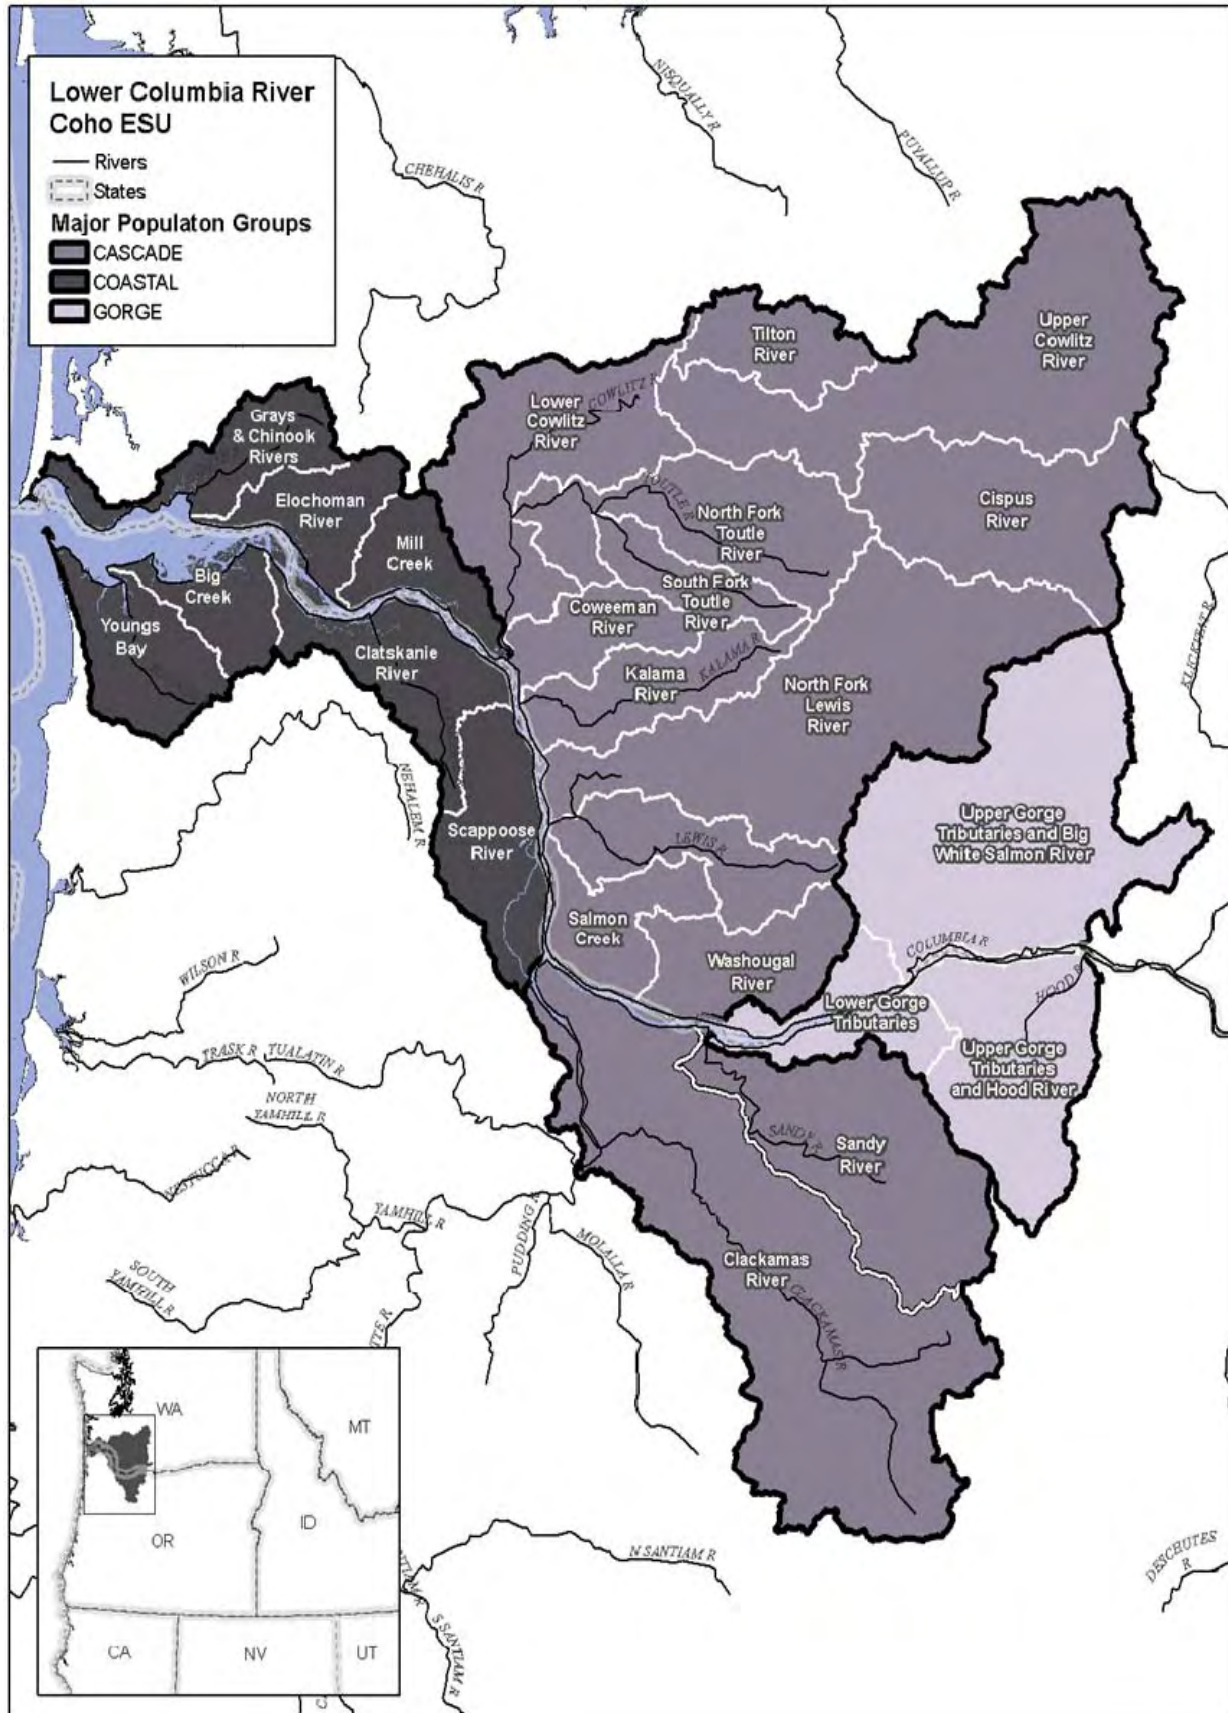 Lower Columbia River
Coho ESU
Rivers
States
Major Populaton Groups
CASCADE
COASTAL
GORGE
NISQUALLY R
PUYALLUP R
CHEHALIS R
Tilton
River
Upper
Cowlitz
River
Lower
Cowlitz
River
COWLITZ R
Grays
& Chinook
Rivers
Elochoman
River
Mill
Creek
TOUTLE R
North Fork
Toutle
River
Cispus
River
Big
Creek
Youngs
Bay
South Fork
Toutle
River
Coweeman
River
Clatskanie
River
Kalama
River
KALAMA R
North Fork
Lewis
River
KLICKITAT R
NEHALEM R
Scappoose
River
LEWIS R
Upper Gorge
Tributaries and Big
White Salmon River
Salmon
Creek
Washougal
River
COLUMBIA R
WILSON R
Lower Gorge
Tributaries
HOOD R
Upper Gorge
Tributaries
and Hood River
TRASK R
TUALATIN R
NORTH
YAMHILL R
SANDY R
Sandy
River
NESTUCCA R
YAMHILL R
PUDDING R
MOLALLA R
Clackamas
River
CLACKAMAS R
SOUTH
YAMHILL R
TTE R
WA
MT
OR
ID
CA
NV
UT
N SANTIAM R
NTIAM R
S SANTIAM R
DESCHUTES
R